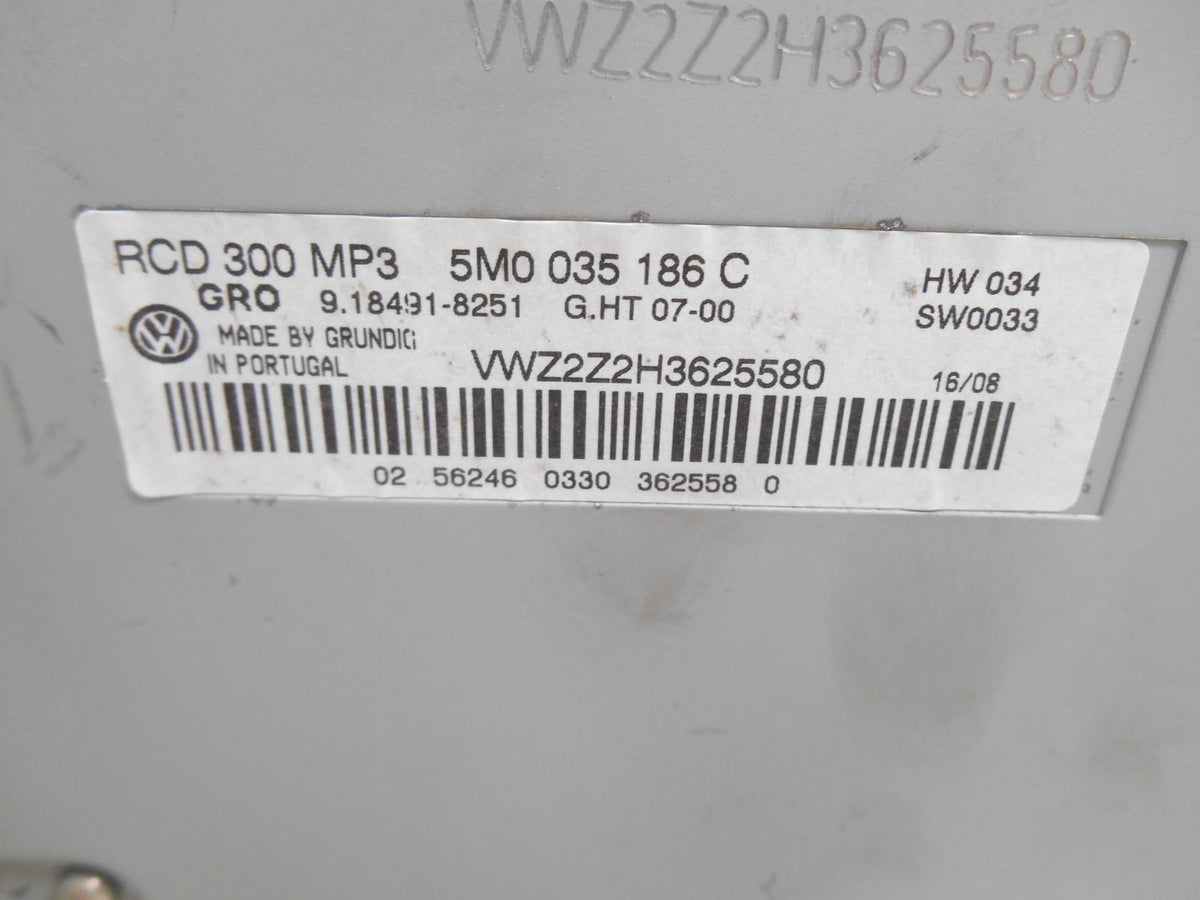 VWZ2Z2H3625580
RCD 300 MP3 5M0 035 186 C HW 034
GRO 9.18491-8251 G.HT 07-00 SW0033
MADE BY GRUNDIG
IN PORTUGAL VWZ2Z2H3625580 16/08
02 56246 0330 362558 0